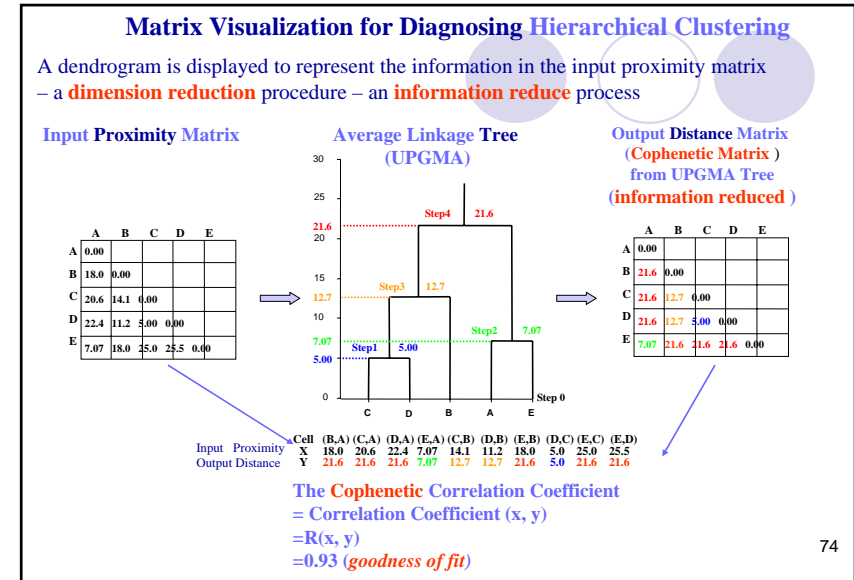 Matrix Visualization for Diagnosing Hierarchical Clustering
A dendrogram is displayed to represent the information in the input proximity matrix
– a dimension reduction procedure – an information reduce process
Input Proximity Matrix
A B C D E
A 0.00
B 18.0 0.00
C 20.6 14.1 0.00
D 22.4 11.2 5.00 0.00
E 7.07 18.0 25.0 25.5 0.00
Average Linkage Tree
(UPGMA)
30
25
Step4 21.6
21.6
20
15
Step3 12.7
12.7
10
Step2 7.07
7.07
Step1 5.00
5.00
0
Step 0
C D B A E
Output Distance Matrix
(Cophenetic Matrix )
from UPGMA Tree
(information reduced )
A B C D E
A 0.00
B 21.6 0.00
C 21.6 12.7 0.00
D 21.6 12.7 5.00 0.00
E 7.07 21.6 21.6 21.6 0.00
Cell (B,A) (C,A) (D,A) (E,A) (C,B) (D,B) (E,B) (D,C) (E,C) (E,D)
Input Proximity X 18.0 20.6 22.4 7.07 14.1 11.2 18.0 5.0 25.0 25.5
Output Distance Y 21.6 21.6 21.6 7.07 12.7 12.7 21.6 5.0 21.6 21.6
The Cophenetic Correlation Coefficient
= Correlation Coefficient (x, y)
=R(x, y)
=0.93 (goodness of fit)
74